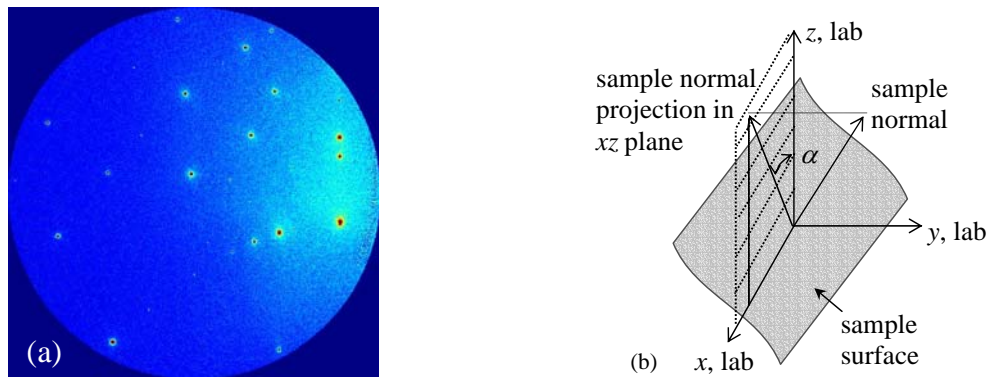 (a)
z, lab
sample normal
projection in
xz plane
sample
normal
α
y, lab
sample
surface
x, lab
(b)